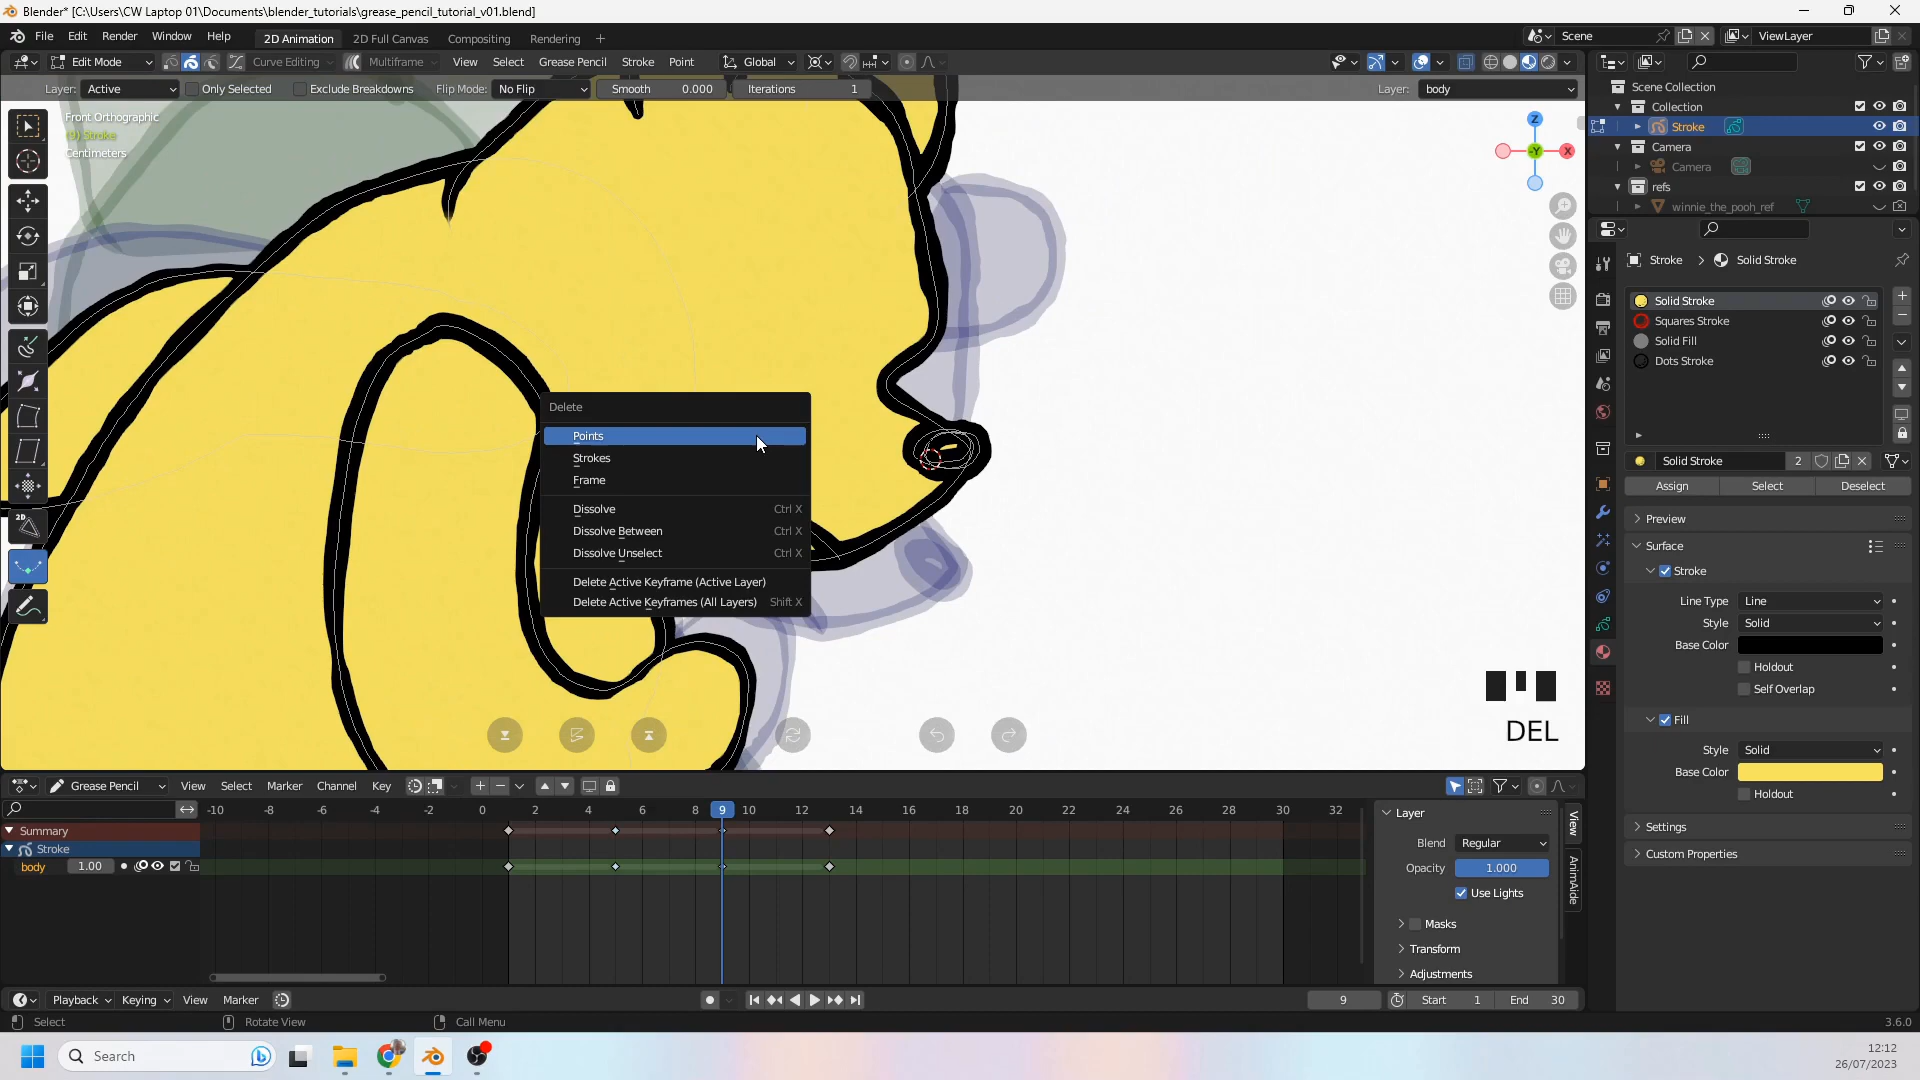 Blender* [C:\Users\CW Laptop 01\Documents\blender_tutorials\grease_pencil_tutorial_v01.blend]
File Edit Render Window Help 2D Animation 2D Full Canvas Compositing Rendering + Scene ViewLayer
Edit Mode Curve Editing Multiframe View Select Grease Pencil Stroke Point Global
Layer: Active Only Selected Exclude Breakdowns Flip Mode: No Flip Smooth 0.000 Iterations 1 Layer: body
Front Orthographic
(9) Stroke
Centimeters
Z
-Y
X
2D
Delete
Points
Strokes
Frame
Dissolve Ctrl X
Dissolve Between Ctrl X
Dissolve Unselect Ctrl X
Delete Active Keyframe (Active Layer)
Delete Active Keyframes (All Layers) Shift X
DEL
Scene Collection
Collection
Stroke
Camera
Camera
refs
winnie_the_pooh_ref
Stroke > Solid Stroke
Solid Stroke
Squares Stroke
Solid Fill
Dots Stroke
Solid Stroke 2
Assign Select Deselect
Preview
Surface
Stroke
Line Type Line
Style Solid
Base Color
Holdout
Self Overlap
Fill
Style Solid
Base Color
Holdout
Settings
Custom Properties
Grease Pencil View Select Marker Channel Key
-10 -8 -6 -4 -2 0 2 4 6 8 9 10 12 14 16 18 20 22 24 26 28 30 32
Summary
Stroke
body 1.00
Layer
Blend Regular
Opacity 1.000
Use Lights
Masks
Transform
Adjustments
View
AnimAide
Playback Keying View Marker 9 Start 1 End 30
Select Rotate View Call Menu 3.6.0
Search
12:12
26/07/2023